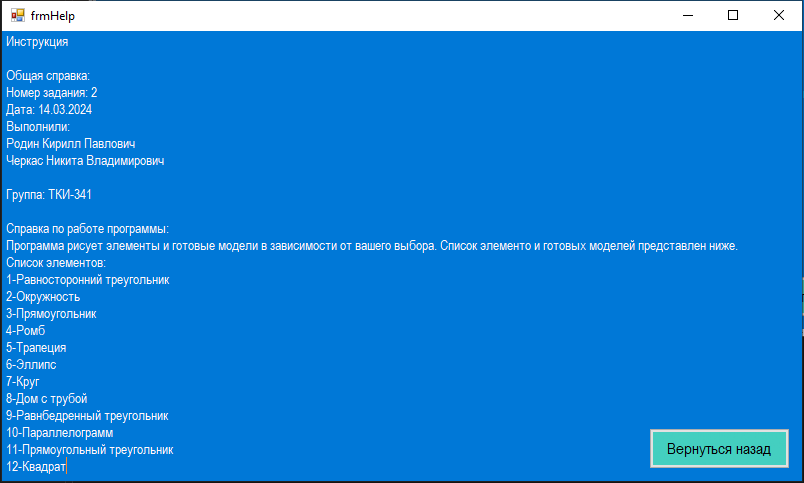 frmHelp
Инструкция
Общая справка:
Номер задания: 2
Дата: 14.03.2024
Выполнили:
Родин Кирилл Павлович
Черкас Никита Владимирович
Группа: ТКИ-341
Справка по работе программы:
Программа рисует элементы и готовые модели в зависимости от вашего выбора. Список элементо и готовых моделей представлен ниже.
Список элементов:
1-Равносторонний треугольник
2-Окружность
3-Прямоугольник
4-Ромб
5-Трапеция
6-Эллипс
7-Круг
8-Дом с трубой
9-Равнбедренный треугольник
10-Параллелограмм
11-Прямоугольный треугольник
12-Квадрат
Вернуться назад